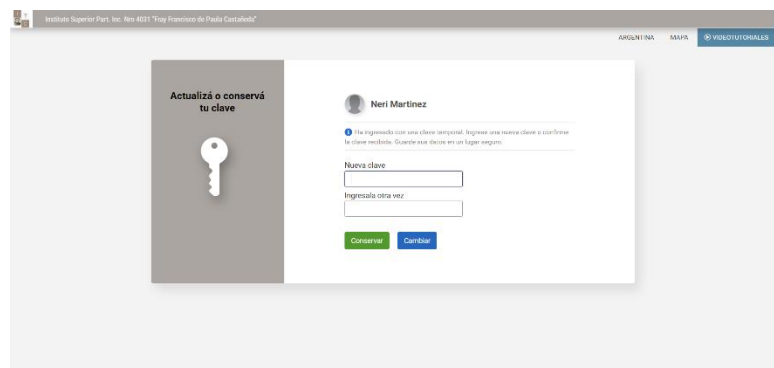 Instituto Superior Part. Inc. Nro 4031 "Fray Francisco de Paula Castañeda"
ARGENTINA MAPA VIDEOTUTORIALES
Actualizá o conservá
tu clave
Neri Martinez
Ha ingresado con una clave temporal. Ingrese una nueva clave o confirme
la clave recibida. Guarde sus datos en un lugar seguro.
Nueva clave
Ingresala otra vez
Conservar Cambiar